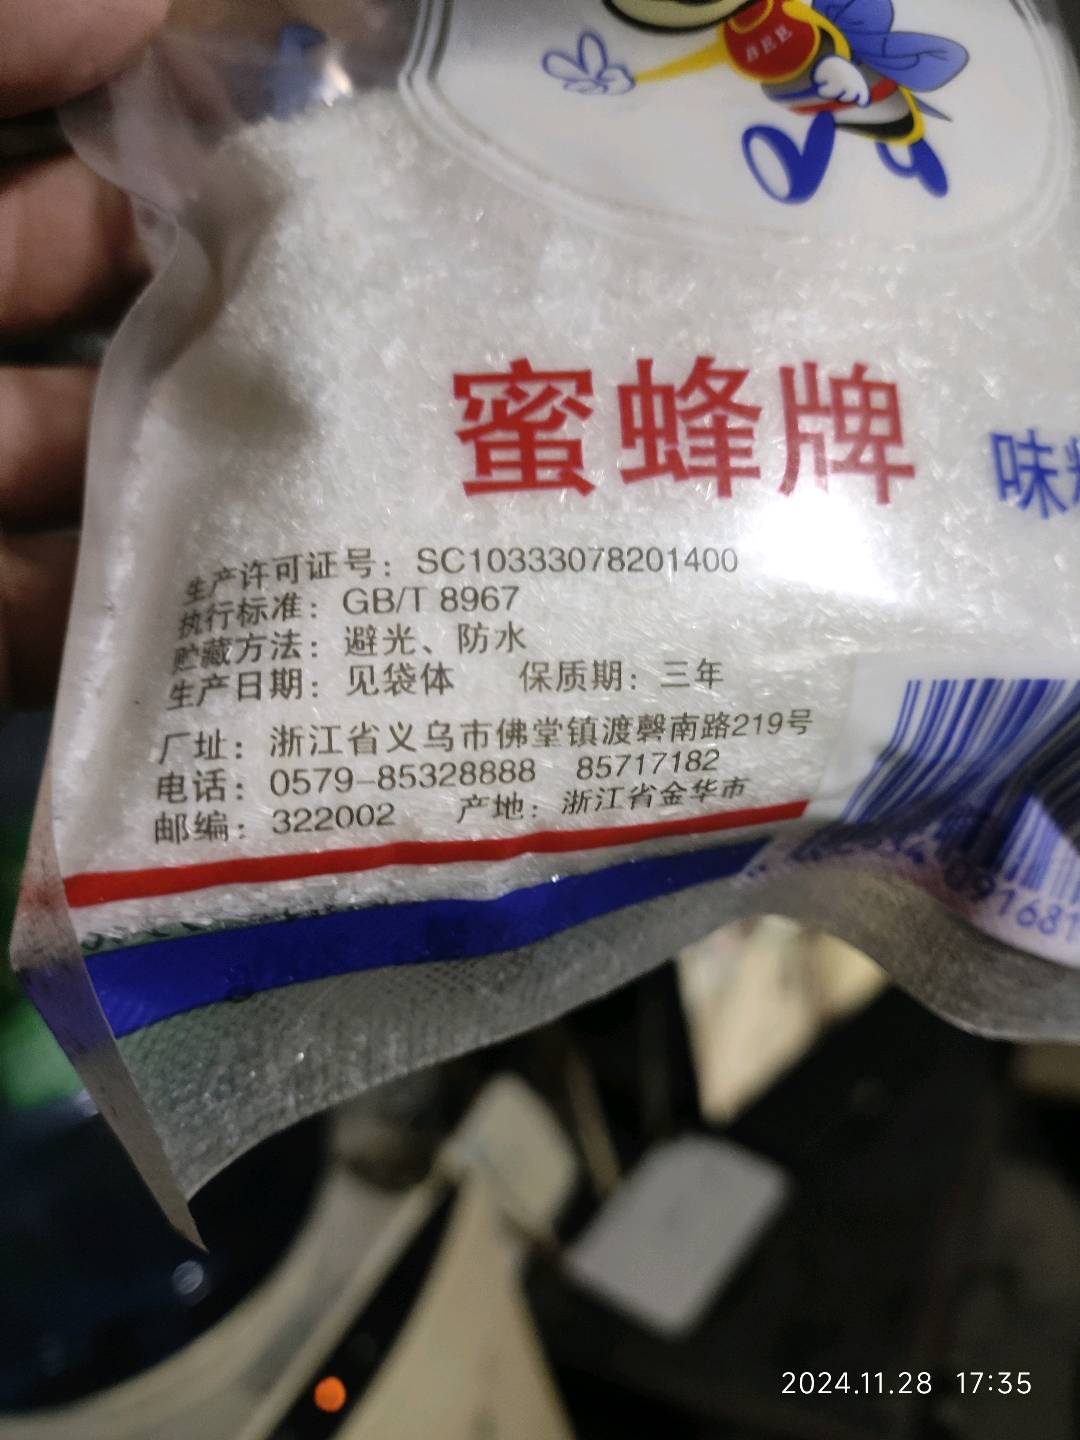 BEE
蜜蜂牌
味精
生产许可证号：SC10333078201400
执行标准：GB/T 8967
贮藏方法：避光、防水
生产日期：见袋体 保质期：三年
厂址：浙江省义乌市佛堂镇渡磬南路219号
电话：0579-85328888 85717182
邮编：322002 产地：浙江省金华市
091681
2024.11.28 17:35